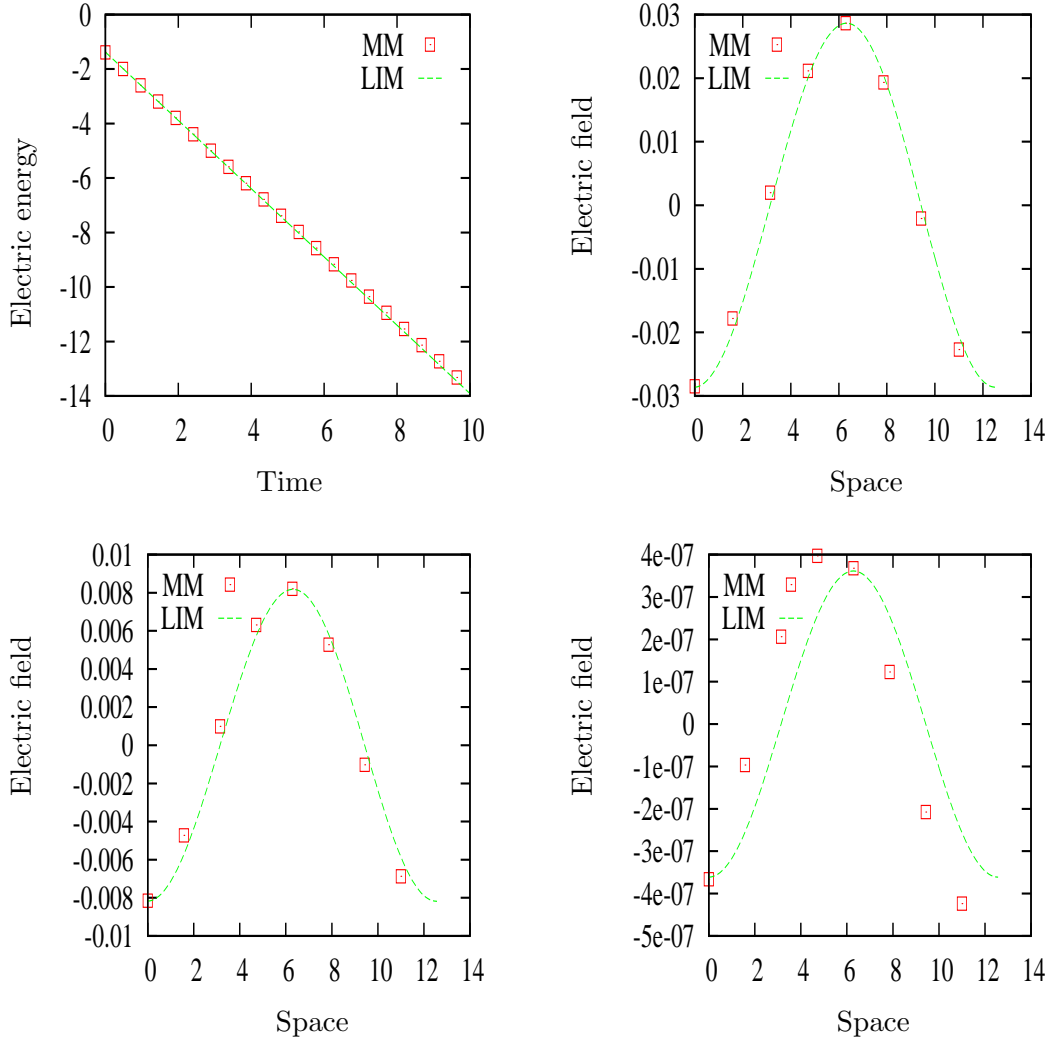 0
-2
-4
-6
-8
-10
-12
-14
0 2 4 6 8 10
Electric energy
Time
MM
LIM
0.03
0.02
0.01
0
-0.01
-0.02
-0.03
0 2 4 6 8 10 12 14
Electric field
Space
MM
LIM
0.01
0.008
0.006
0.004
0.002
0
-0.002
-0.004
-0.006
-0.008
-0.01
0 2 4 6 8 10 12 14
Electric field
Space
MM
LIM
4e-07
3e-07
2e-07
1e-07
0
-1e-07
-2e-07
-3e-07
-4e-07
-5e-07
0 2 4 6 8 10 12 14
Electric field
Space
MM
LIM